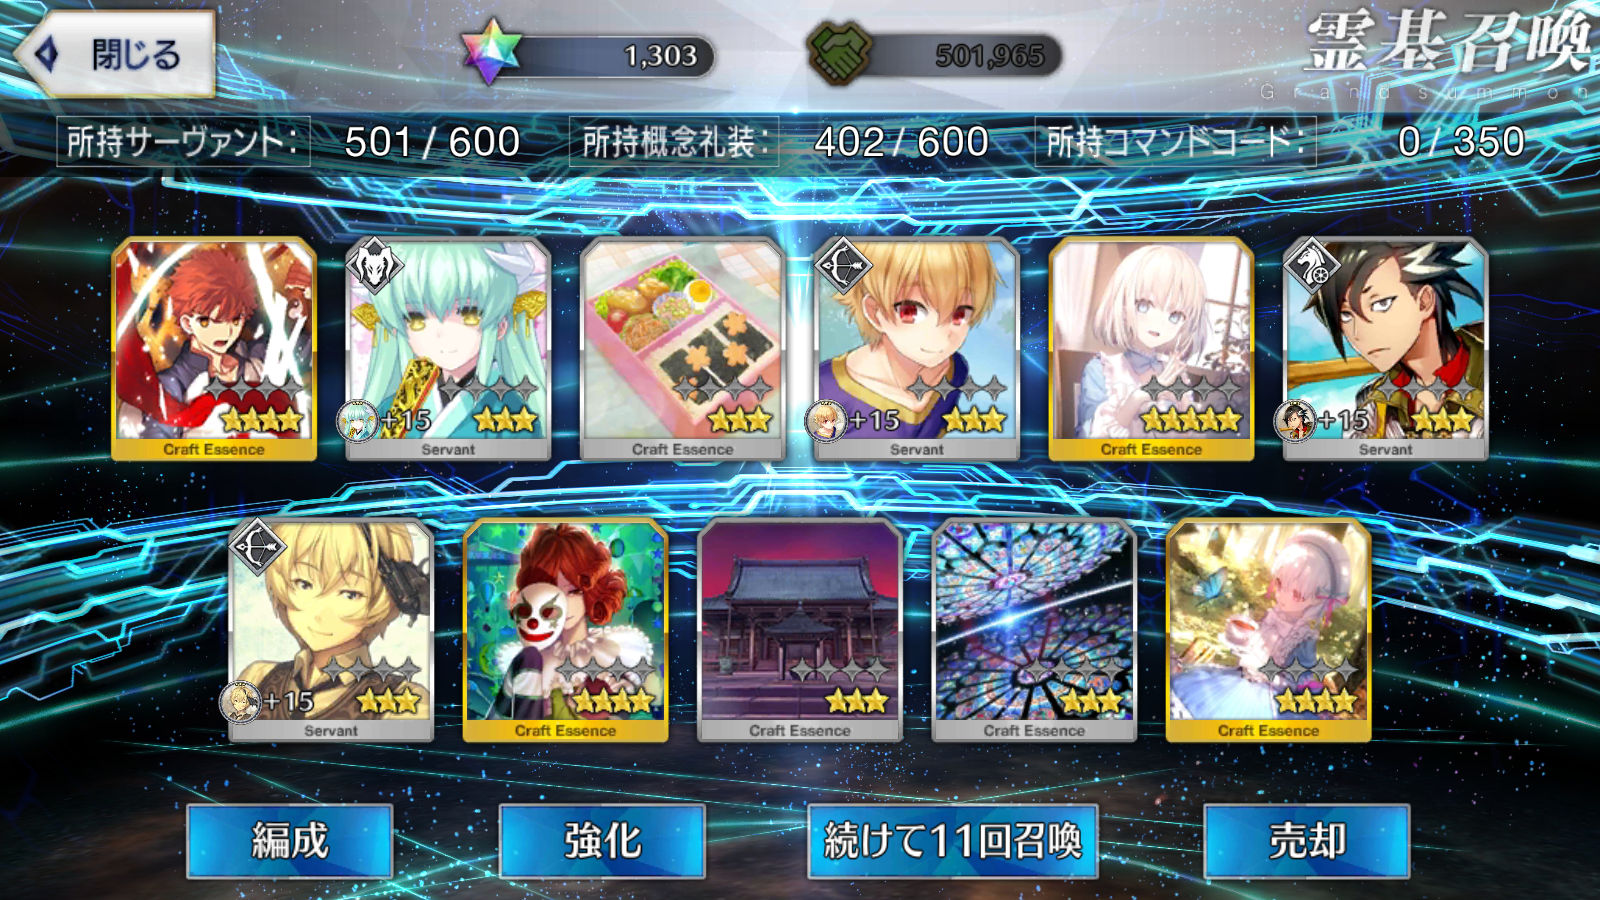 閉じる
1,303
501,965
霊基召喚
Grand summon
所持サーヴァント: 501 / 600
所持概念礼装: 402 / 600
所持コマンドコード: 0 / 350
Craft Essence
+15
Servant
Craft Essence
+15
Servant
Craft Essence
+15
Servant
+15
Servant
Craft Essence
Craft Essence
Craft Essence
Craft Essence
編成
強化
続けて11回召喚
売却